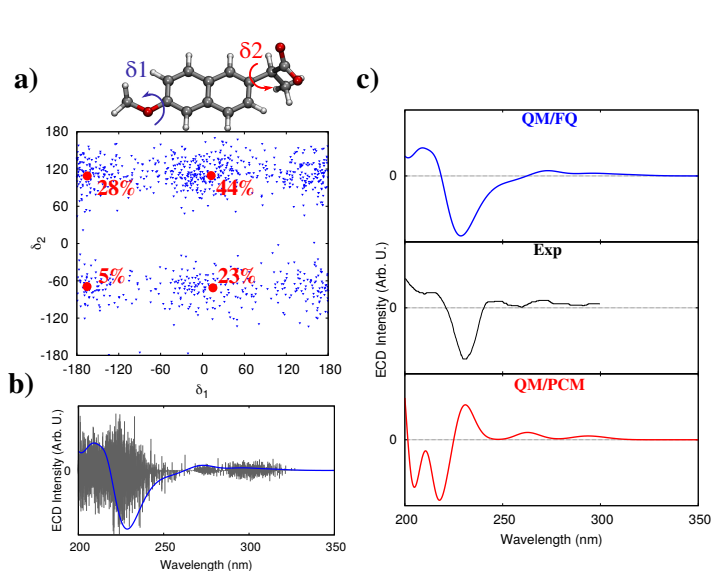 a)
δ1
δ2
180
120
60
0
-60
-120
-180
δ2
28%
44%
5%
23%
-180
-120
-60
0
60
120
180
δ1
b)
ECD Intensity (Arb. U.)
0
200
250
300
350
Wavelength (nm)
c)
QM/FQ
0
Exp
0
QM/PCM
0
ECD Intensity (Arb. U.)
200
250
300
350
Wavelength (nm)